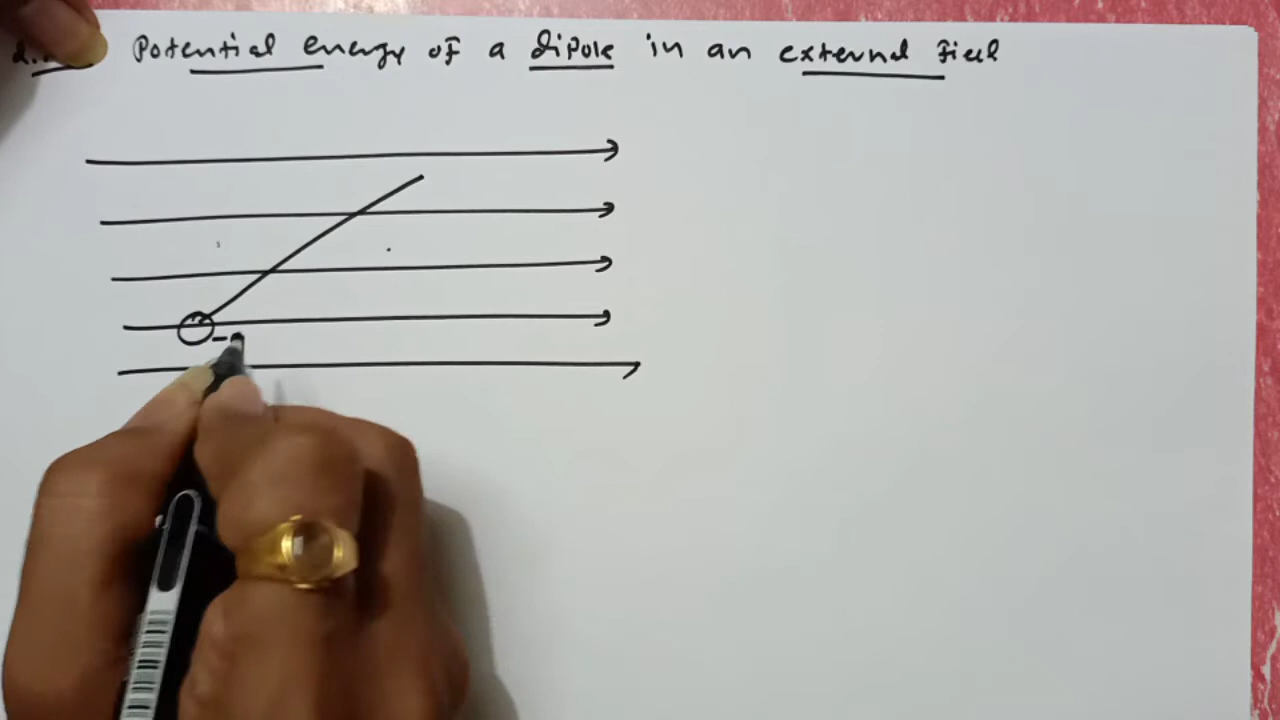 Potential energy of a dipole in an external Field
-